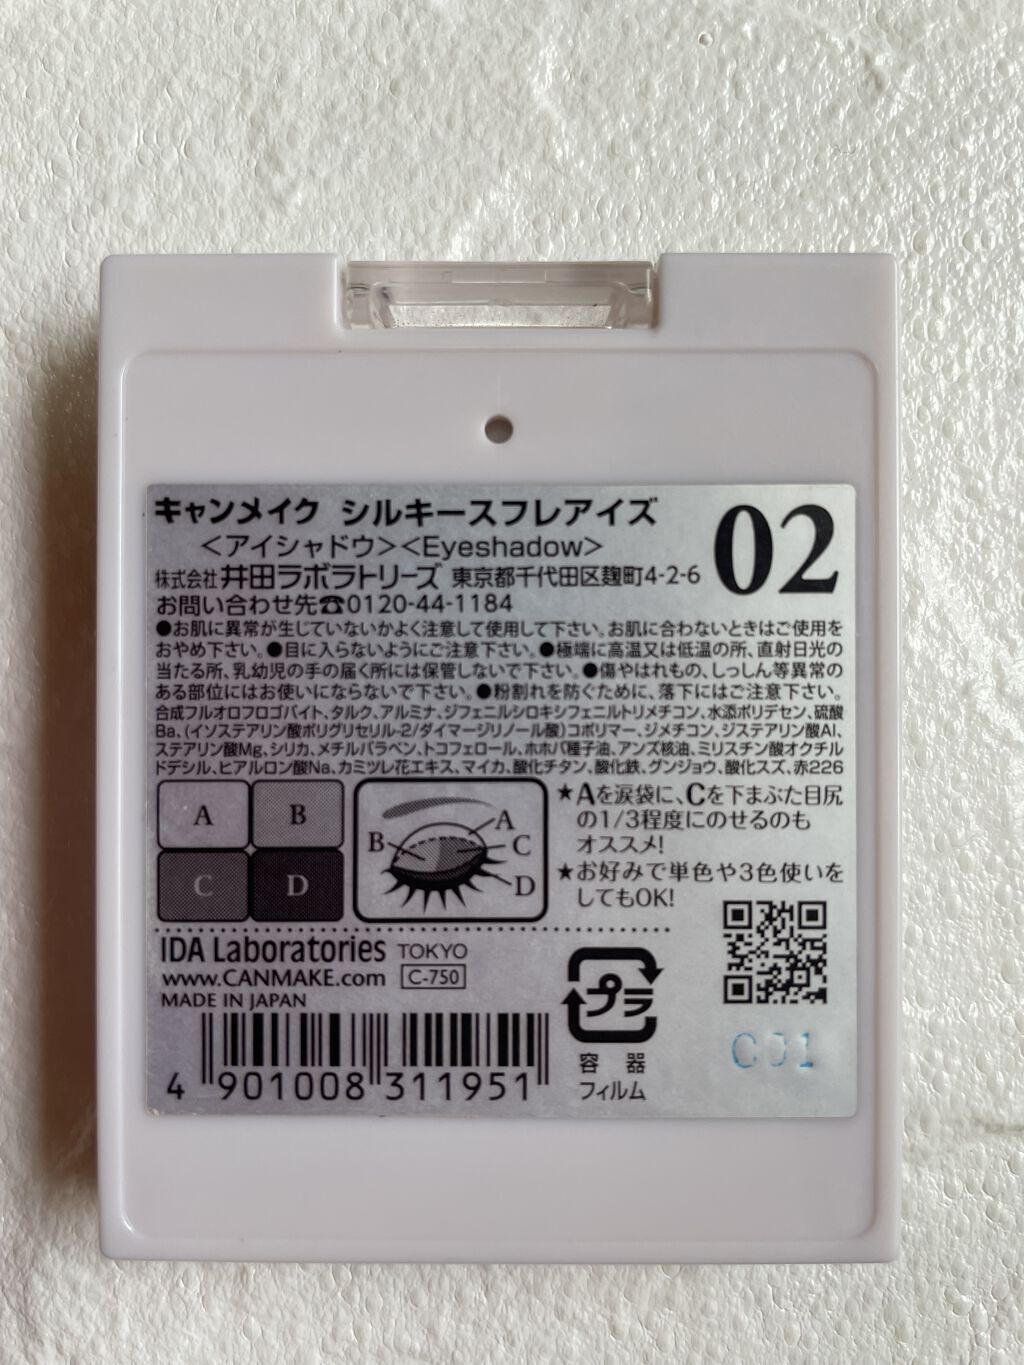 キャンメイク シルキースフレアイズ
<アイシャドウ><Eyeshadow>
02
株式会社 井田ラボラトリーズ 東京都千代田区麹町4-2-6
お問い合わせ先☎0120-44-1184
●お肌に異常が生じていないかよく注意して使用して下さい。お肌に合わないときはご使用を
おやめ下さい。●目に入らないようにご注意下さい。●極端に高温又は低温の所、直射日光の
当たる所、乳幼児の手の届く所には保管しないで下さい。●傷やはれもの、しっしん等異常の
ある部位にはお使いにならないで下さい。●粉割れを防ぐために、落下にはご注意下さい。
合成フルオロフロゴパイト、タルク、アルミナ、ジフェニルシロキシフェニルトリメチコン、水添ポリデセン、硫酸
Ba、(イソステアリン酸ポリグリセリル-2/ダイマージリノール酸)コポリマー、ジメチコン、ジステアリン酸Al、
ステアリン酸Mg、シリカ、メチルパラベン、トコフェロール、ホホバ種子油、アンズ核油、ミリスチン酸オクチル
ドデシル、ヒアルロン酸Na、カミツレ花エキス、マイカ、酸化チタン、酸化鉄、グンジョウ、酸化スズ、赤226
A B
C D
A
B
C
D
★Aを涙袋に、Cを下まぶた目尻
の1/3程度にのせるのも
オススメ!
★お好みで単色や3色使いを
してもOK!
IDA Laboratories TOKYO
www.CANMAKE.com C-750
MADE IN JAPAN
4 901008 311951
プラ
容器
フィルム
C01